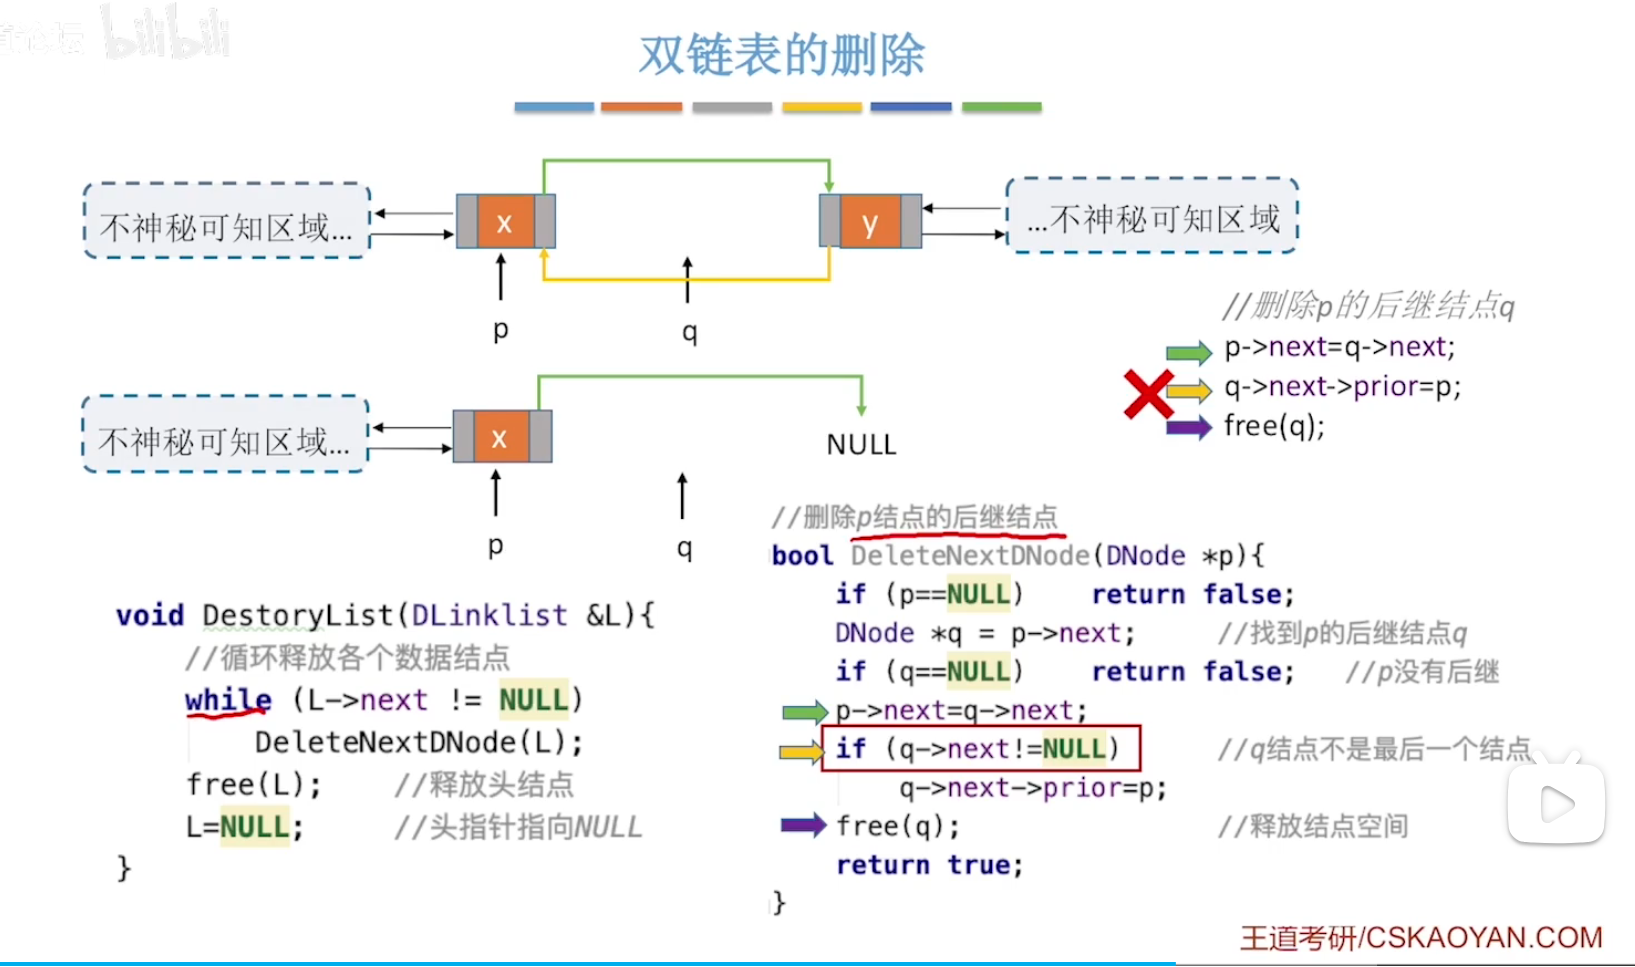 bilibili
双链表的删除
不神秘可知区域...
x
y
...不神秘可知区域
p
q
//删除p的后继结点q
p->next=q->next;
q->next->prior=p;
free(q);
不神秘可知区域...
x
NULL
p
q
void DestoryList(DLinklist &L){
//循环释放各个数据结点
while (L->next != NULL)
DeleteNextDNode(L);
free(L); //释放头结点
L=NULL; //头指针指向NULL
}
//删除p结点的后继结点
bool DeleteNextDNode(DNode *p){
if (p==NULL) return false;
DNode *q = p->next; //找到p的后继结点q
if (q==NULL) return false; //p没有后继
p->next=q->next;
if (q->next!=NULL) //q结点不是最后一个结点
q->next->prior=p;
free(q); //释放结点空间
return true;
}
王道考研/CSKAOYAN.COM